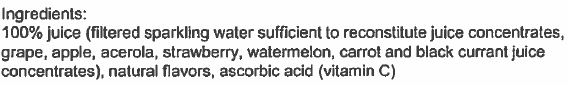 Ingredients:
100% juice (filtered sparkling water sufficient to reconstitute juice concentrates,
grape, apple, acerola, strawberry, watermelon, carrot and black currant juice
concentrates), natural flavors, ascorbic acid (vitamin C)